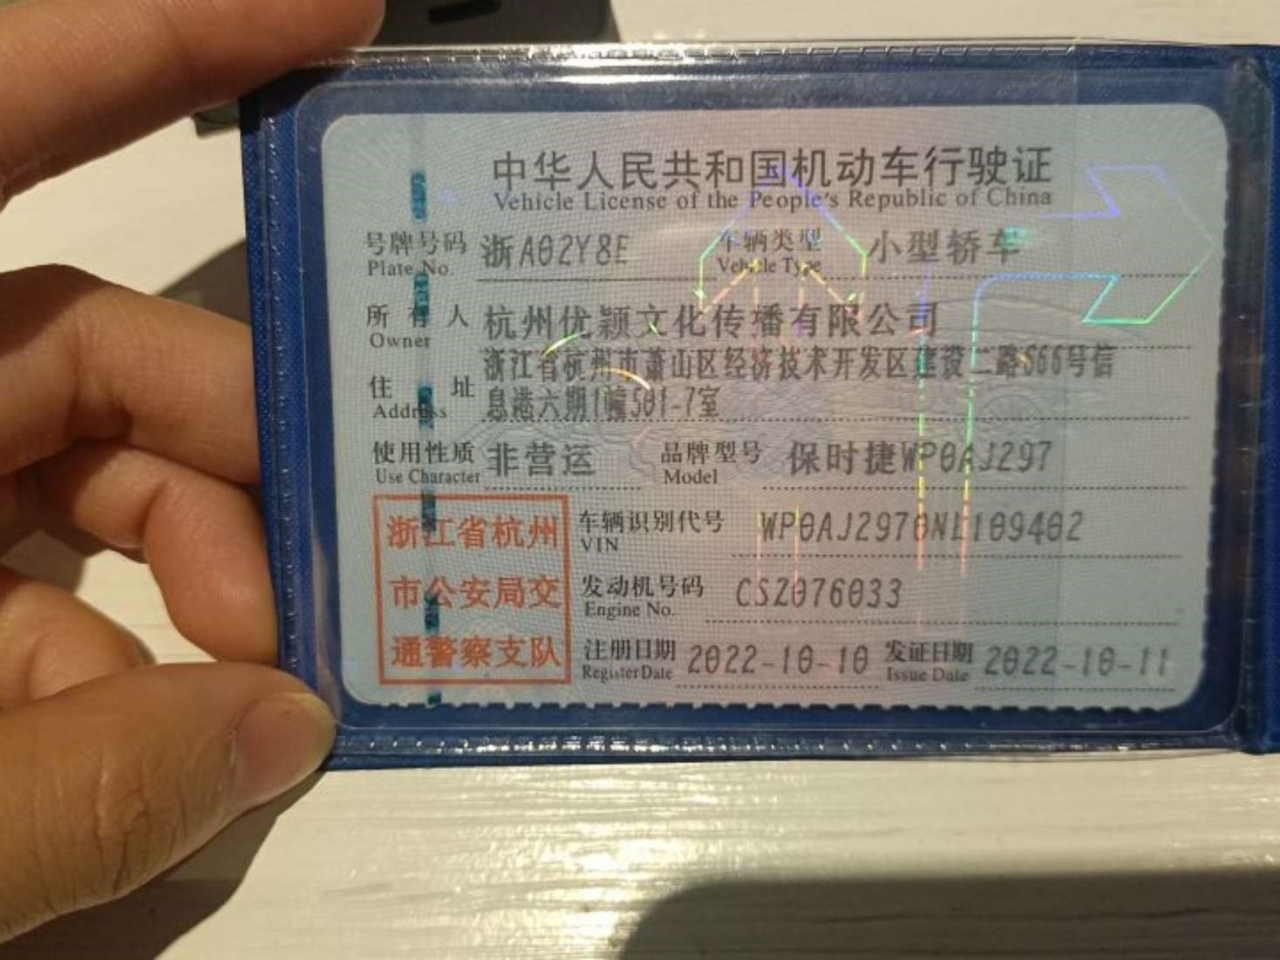 中华人民共和国机动车行驶证
Vehicle License of the People's Republic of China
号牌号码 浙A02Y8E 车辆类型 小型轿车
Plate No. Vehicle Type
所有人 杭州优颖文化传播有限公司
Owner
浙江省杭州市萧山区经济技术开发区建设二路666号信
住址 息港六期1幢501-7室
Address
使用性质 非营运 品牌型号 保时捷WP0AJ297
Use Character Model
浙江省杭州 车辆识别代号 WP0AJ2970NL109402
VIN
市公安局交 发动机号码 CSZ076033
Engine No.
通警察支队 注册日期 2022-10-10 发证日期 2022-10-11
Register Date Issue Date